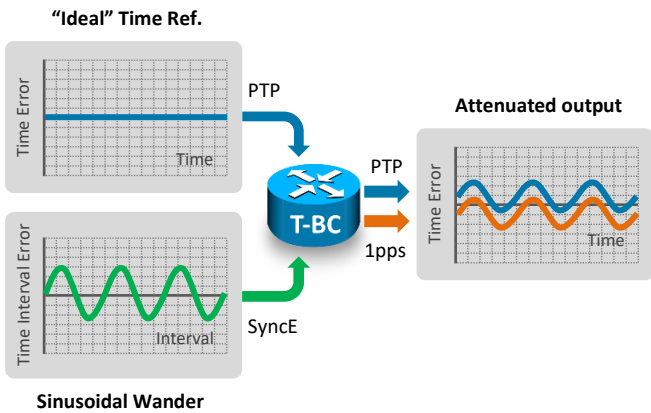 “Ideal” Time Ref.
Time Error
Time
PTP
Attenuated output
T-BC
PTP
1pps
Time Error
Time
Time Interval Error
Interval
SyncE
Sinusoidal Wander